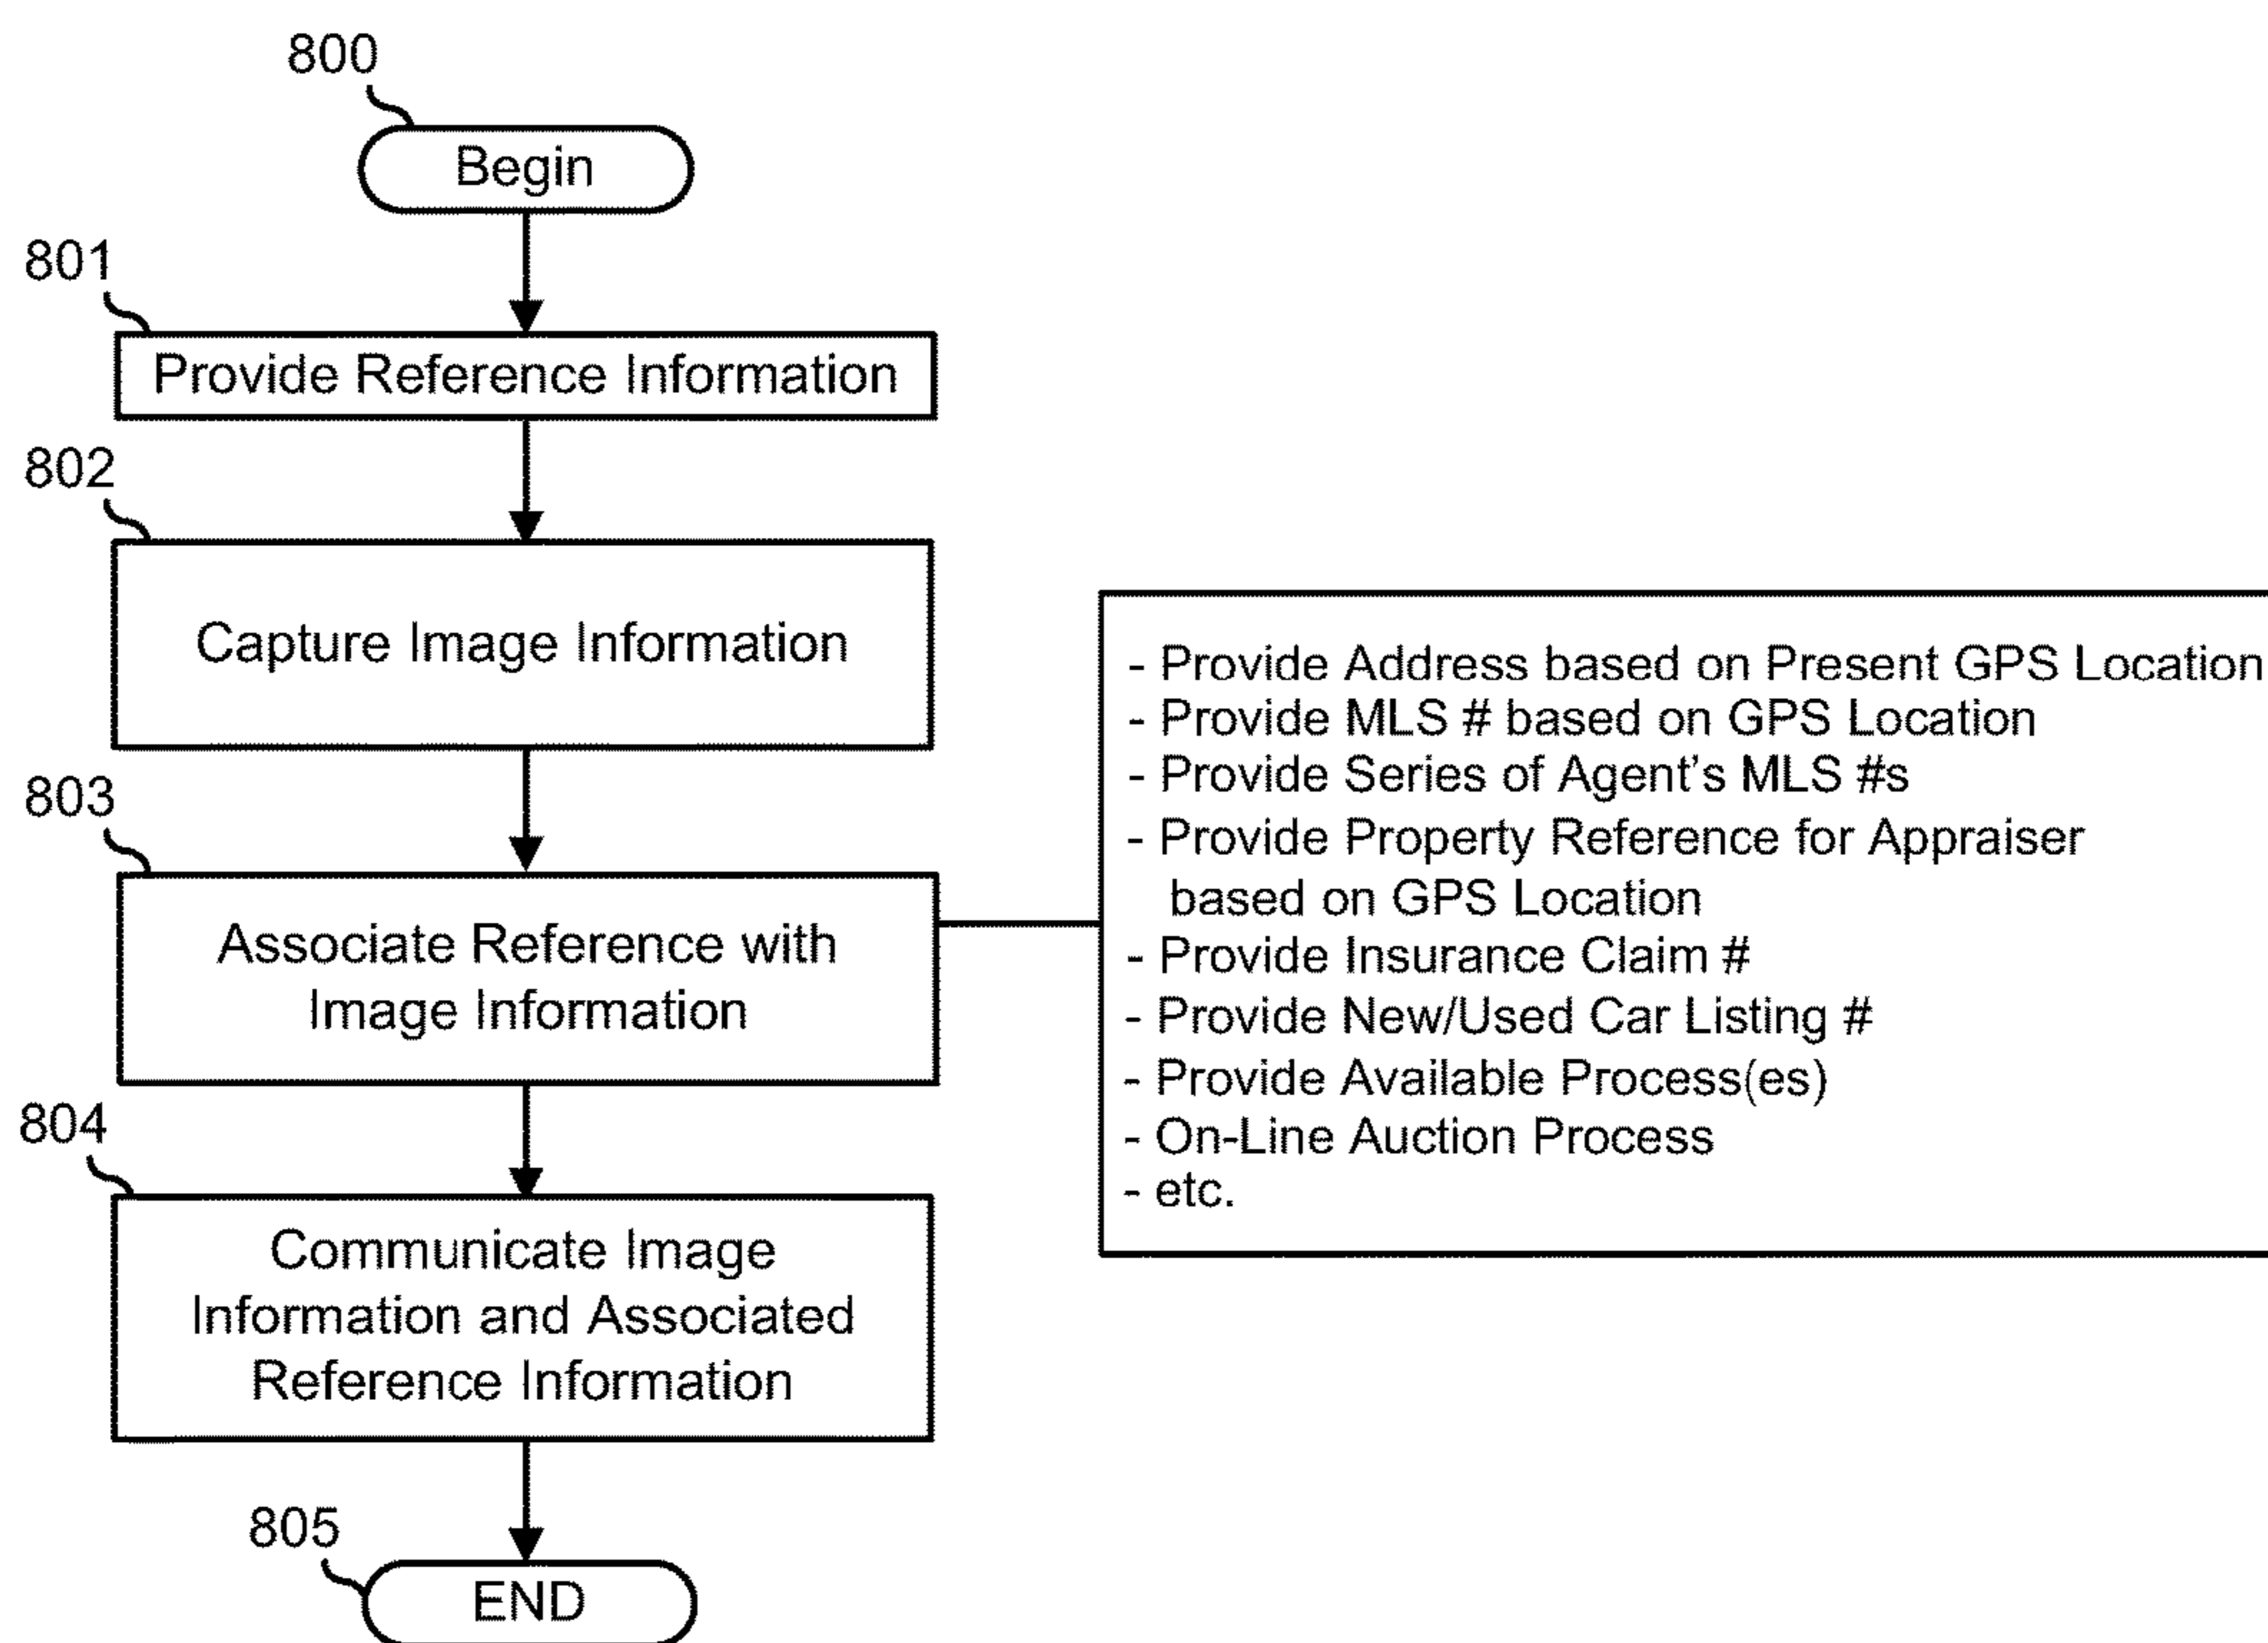 800
Begin
801
Provide Reference Information
802
Capture Image Information
803
Associate Reference with
Image Information
- Provide Address based on Present GPS Location
- Provide MLS # based on GPS Location
- Provide Series of Agent's MLS #s
- Provide Property Reference for Appraiser
based on GPS Location
- Provide Insurance Claim #
- Provide New/Used Car Listing #
- Provide Available Process(es)
- On-Line Auction Process
- etc.
804
Communicate Image
Information and Associated
Reference Information
805
END